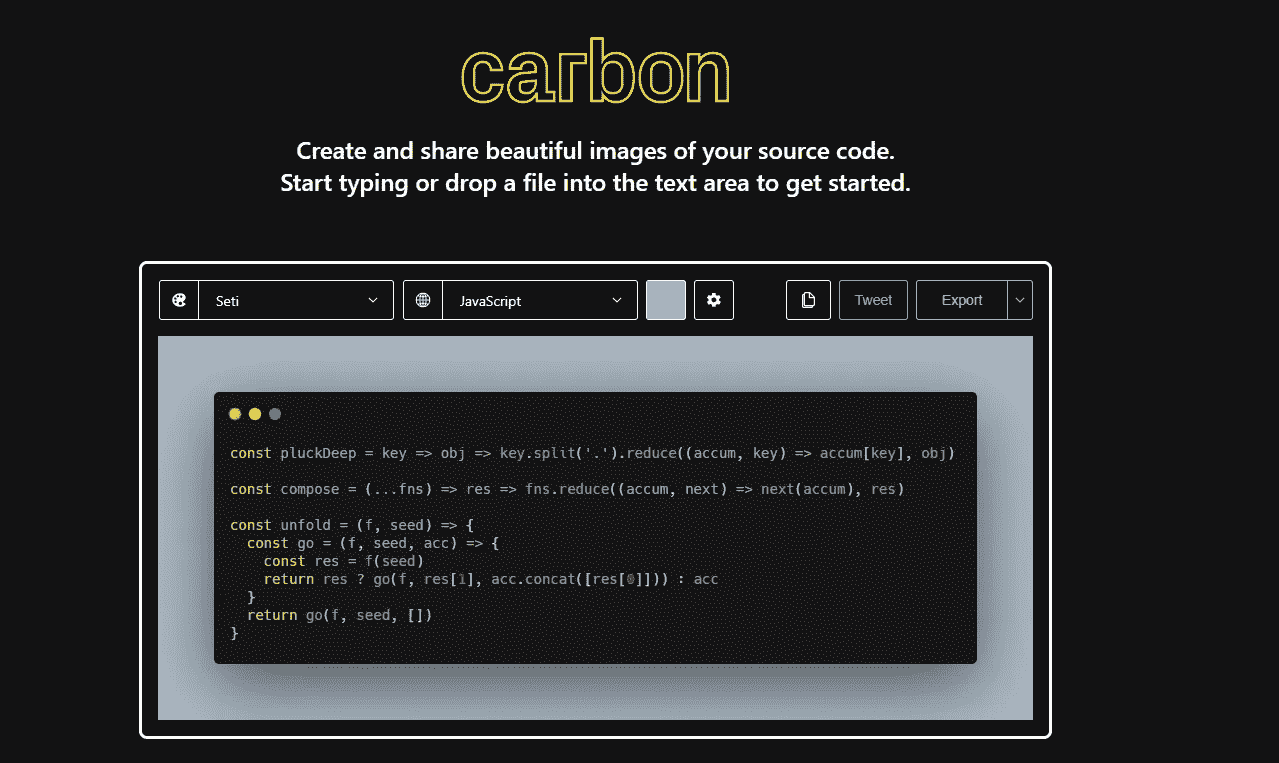 carbon
Create and share beautiful images of your source code.
Start typing or drop a file into the text area to get started.
Seti JavaScript Tweet Export
const pluckDeep = key => obj => key.split('.').reduce((accum, key) => accum[key], obj)
const compose = (...fns) => res => fns.reduce((accum, next) => next(accum), res)
const unfold = (f, seed) => {
  const go = (f, seed, acc) => {
    const res = f(seed)
    return res ? go(f, res[1], acc.concat([res[0]])) : acc
  }
  return go(f, seed, [])
}